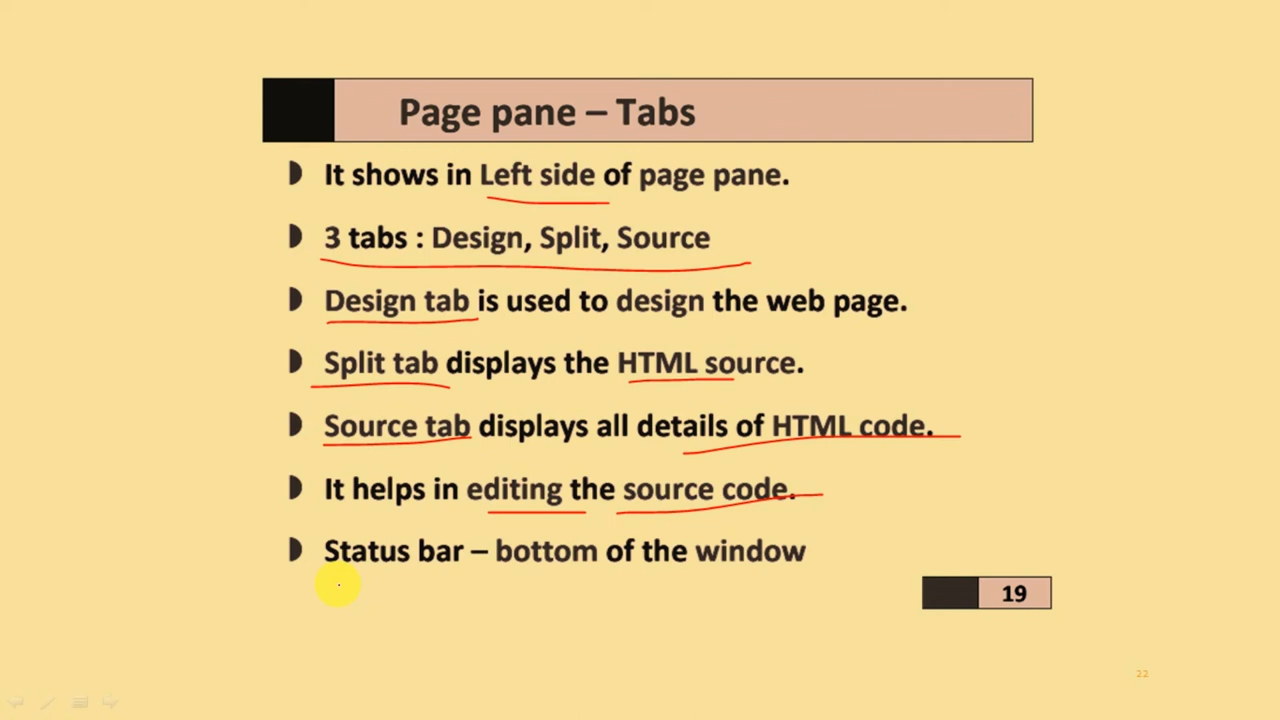 Page pane – Tabs
It shows in Left side of page pane.
3 tabs : Design, Split, Source
Design tab is used to design the web page.
Split tab displays the HTML source.
Source tab displays all details of HTML code.
It helps in editing the source code.
Status bar – bottom of the window
19
22